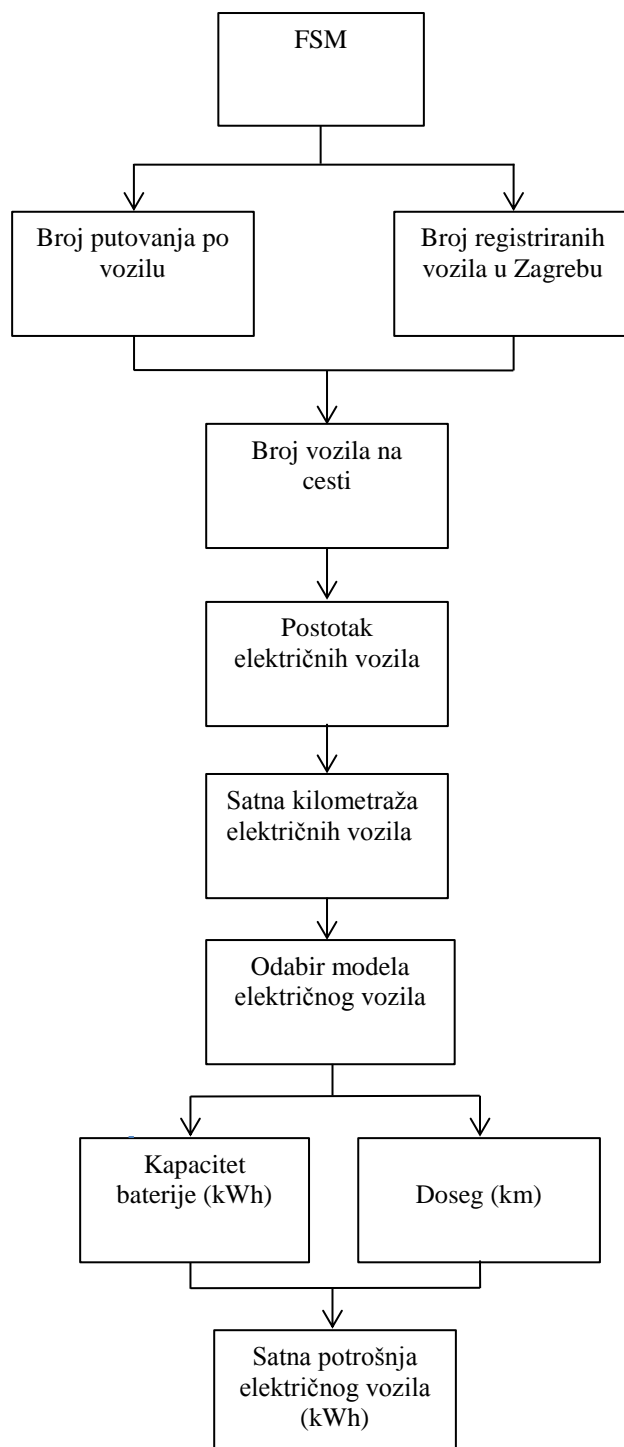 FSM
Broj putovanja po
vozilu
Broj registriranih
vozila u Zagrebu
Broj vozila na
cesti
Postotak
električnih vozila
Satna kilometraža
električnih vozila
Odabir modela
električnog vozila
Kapacitet
baterije (kWh)
Doseg (km)
Satna potrošnja
električnog vozila
(kWh)